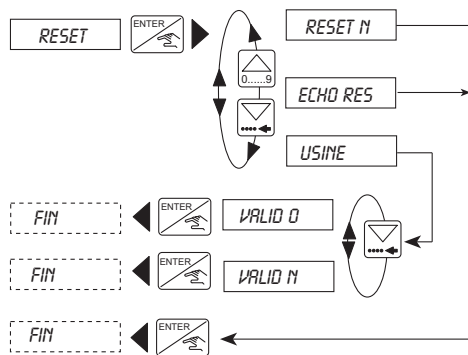 RESET
ENTER
RESET N
0......9
ECHO RES
USINE
FIN
ENTER
VALID O
FIN
ENTER
VALID N
FIN
ENTER